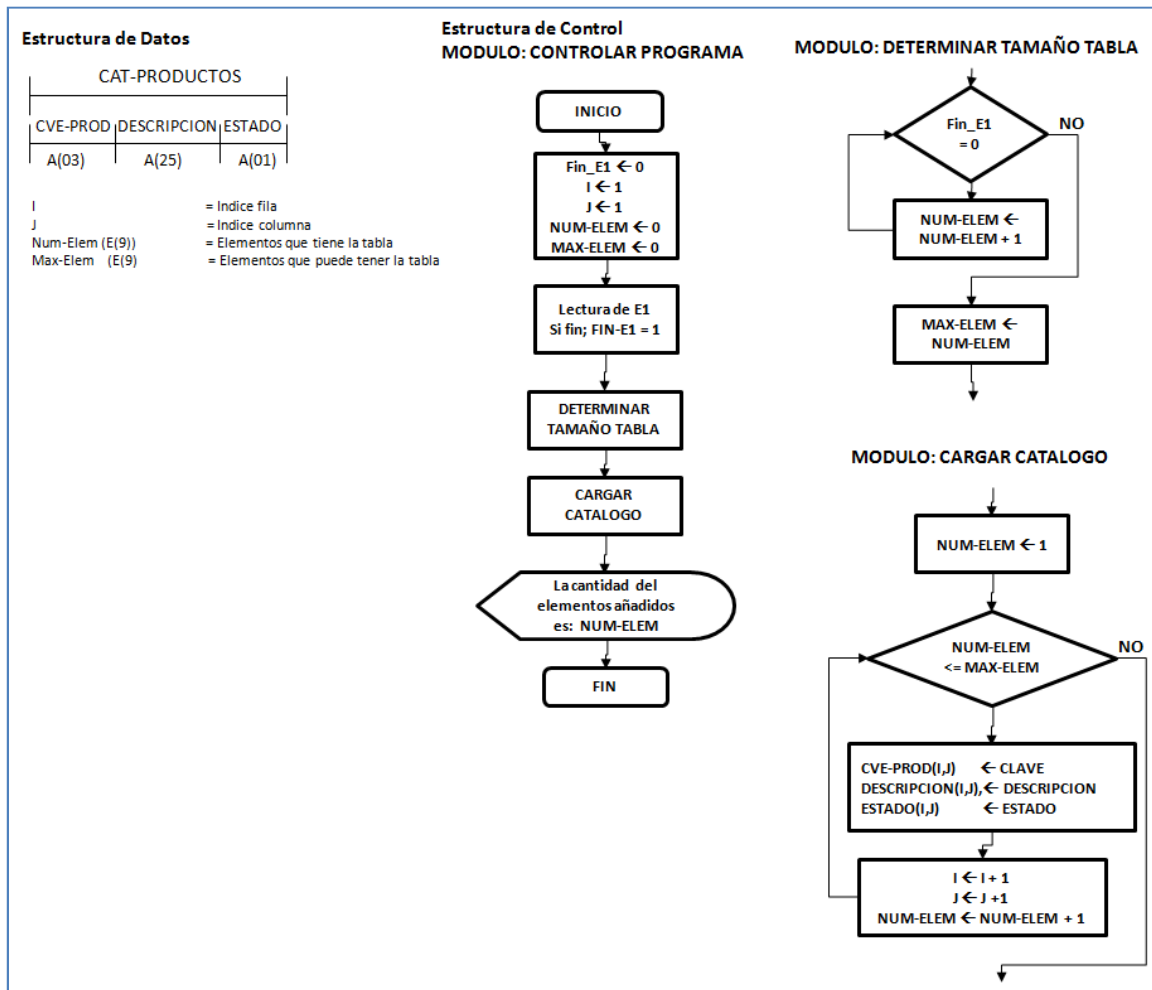 Estructura de Datos
CAT-PRODUCTOS
CVE-PROD DESCRIPCION ESTADO
A(03) A(25) A(01)
I = Indice fila
J = Indice columna
Num-Elem (E(9)) = Elementos que tiene la tabla
Max-Elem (E(9) = Elementos que puede tener la tabla
Estructura de Control
MODULO: CONTROLAR PROGRAMA
INICIO
Fin_E1 ← 0
I ← 1
J ← 1
NUM-ELEM ← 0
MAX-ELEM ← 0
Lectura de E1
Si fin; FIN-E1 = 1
DETERMINAR
TAMAÑO TABLA
CARGAR
CATALOGO
La cantidad del
elementos añadidos
es: NUM-ELEM
FIN
MODULO: DETERMINAR TAMAÑO TABLA
Fin_E1
= 0
NO
NUM-ELEM ←
NUM-ELEM + 1
MAX-ELEM ←
NUM-ELEM
MODULO: CARGAR CATALOGO
NUM-ELEM ← 1
NUM-ELEM
<= MAX-ELEM
NO
CVE-PROD(I,J) ← CLAVE
DESCRIPCION(I,J), ← DESCRIPCION
ESTADO(I,J) ← ESTADO
I ← I + 1
J ← J +1
NUM-ELEM ← NUM-ELEM + 1